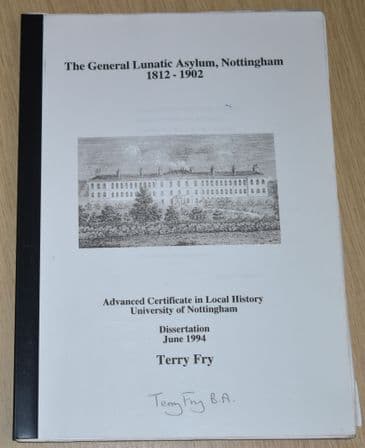 The General Lunatic Asylum, Nottingham
1812 - 1902
Advanced Certificate in Local History
University of Nottingham
Dissertation
June 1994
Terry Fry
Terry Fry B.A.